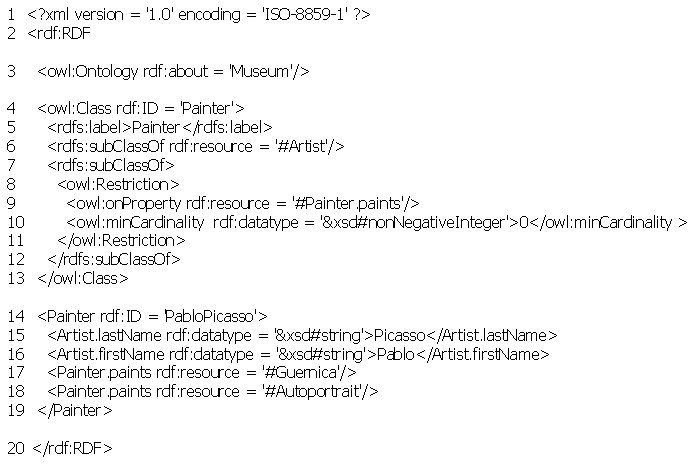 1 <?xml version = '1.0' encoding = 'ISO-8859-1' ?>
2 <rdf:RDF
3 <owl:Ontology rdf:about = 'Museum'/>
4 <owl:Class rdf:ID = 'Painter'>
5 <rdfs:label>Painter</rdfs:label>
6 <rdfs:subClassOf rdf:resource = '#Artist'/>
7 <rdfs:subClassOf>
8 <owl:Restriction>
9 <owl:onProperty rdf:resource = '#Painter.paints'/>
10 <owl:minCardinality rdf:datatype = '&xsd#nonNegativeInteger'>0</owl:minCardinality >
11 </owl:Restriction>
12 </rdfs:subClassOf>
13 </owl:Class>
14 <Painter rdf:ID = 'PabloPicasso'>
15 <Artist.lastName rdf:datatype = '&xsd#string'>Picasso</Artist.lastName>
16 <Artist.firstName rdf:datatype = '&xsd#string'>Pablo</Artist.firstName>
17 <Painter.paints rdf:resource = '#Guernica'/>
18 <Painter.paints rdf:resource = '#Autoportrait'/>
19 </Painter>
20 </rdf:RDF>